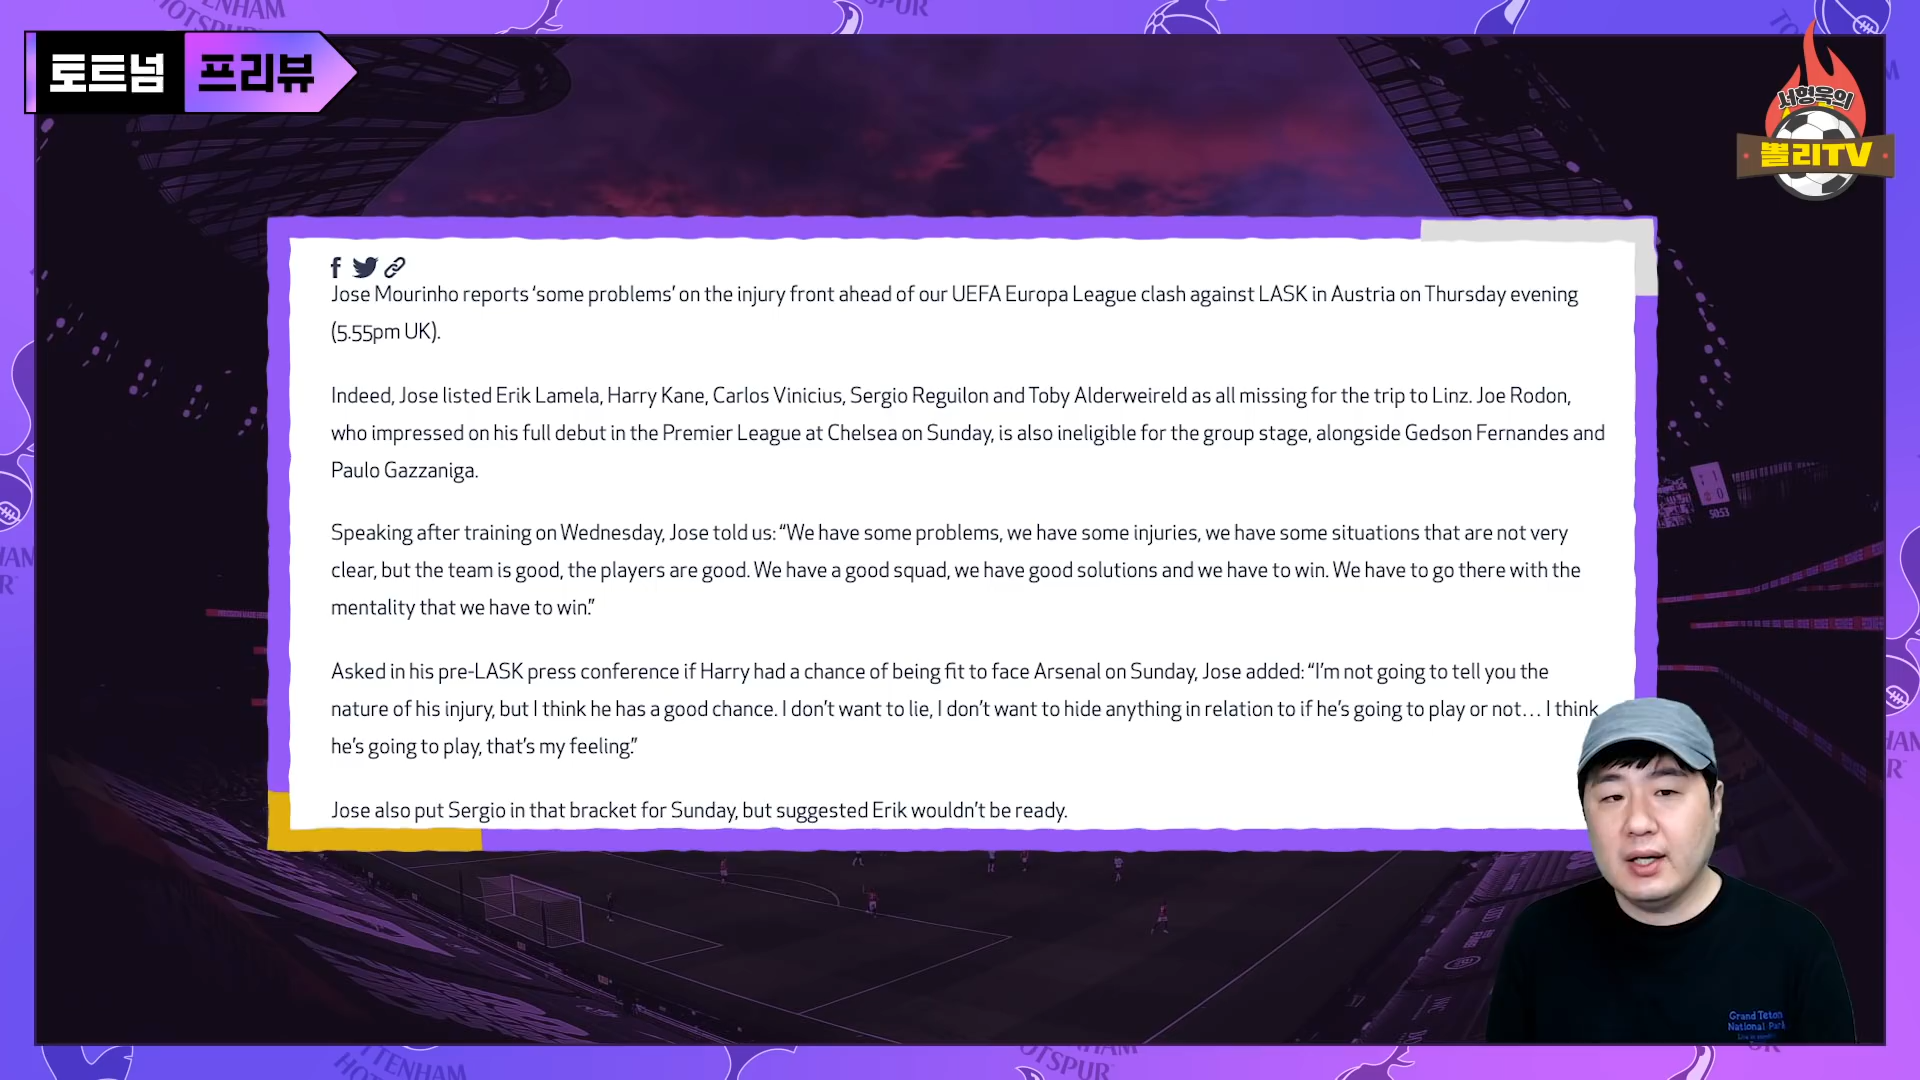 토트넘 프리뷰
서형욱의
뽈리TV
Jose Mourinho reports ‘some problems’ on the injury front ahead of our UEFA Europa League clash against LASK in Austria on Thursday evening
(5.55pm UK).
Indeed, Jose listed Erik Lamela, Harry Kane, Carlos Vinicius, Sergio Reguilon and Toby Alderweireld as all missing for the trip to Linz. Joe Rodon,
who impressed on his full debut in the Premier League at Chelsea on Sunday, is also ineligible for the group stage, alongside Gedson Fernandes and
Paulo Gazzaniga.
Speaking after training on Wednesday, Jose told us: “We have some problems, we have some injuries, we have some situations that are not very
clear, but the team is good, the players are good. We have a good squad, we have good solutions and we have to win. We have to go there with the
mentality that we have to win.”
Asked in his pre-LASK press conference if Harry had a chance of being fit to face Arsenal on Sunday, Jose added: “I’m not going to tell you the
nature of his injury, but I think he has a good chance. I don’t want to lie, I don’t want to hide anything in relation to if he’s going to play or not… I think
he’s going to play, that’s my feeling.”
Jose also put Sergio in that bracket for Sunday, but suggested Erik wouldn’t be ready.
50:53
Grand Teton
National Park
TTENHAM